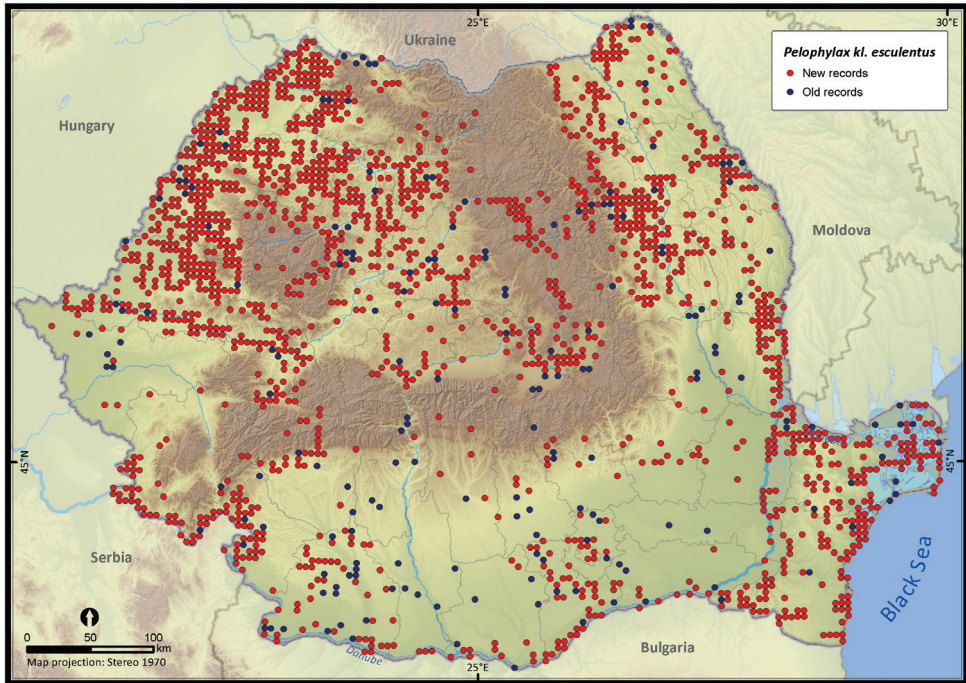 25°E
30°E
Ukraine
Pelophylax kl. esculentus
New records
Old records
Hungary
Moldova
45°N
45°N
Serbia
Black Sea
0 50 100
km
Map projection: Stereo 1970
Danube
25°E
Bulgaria